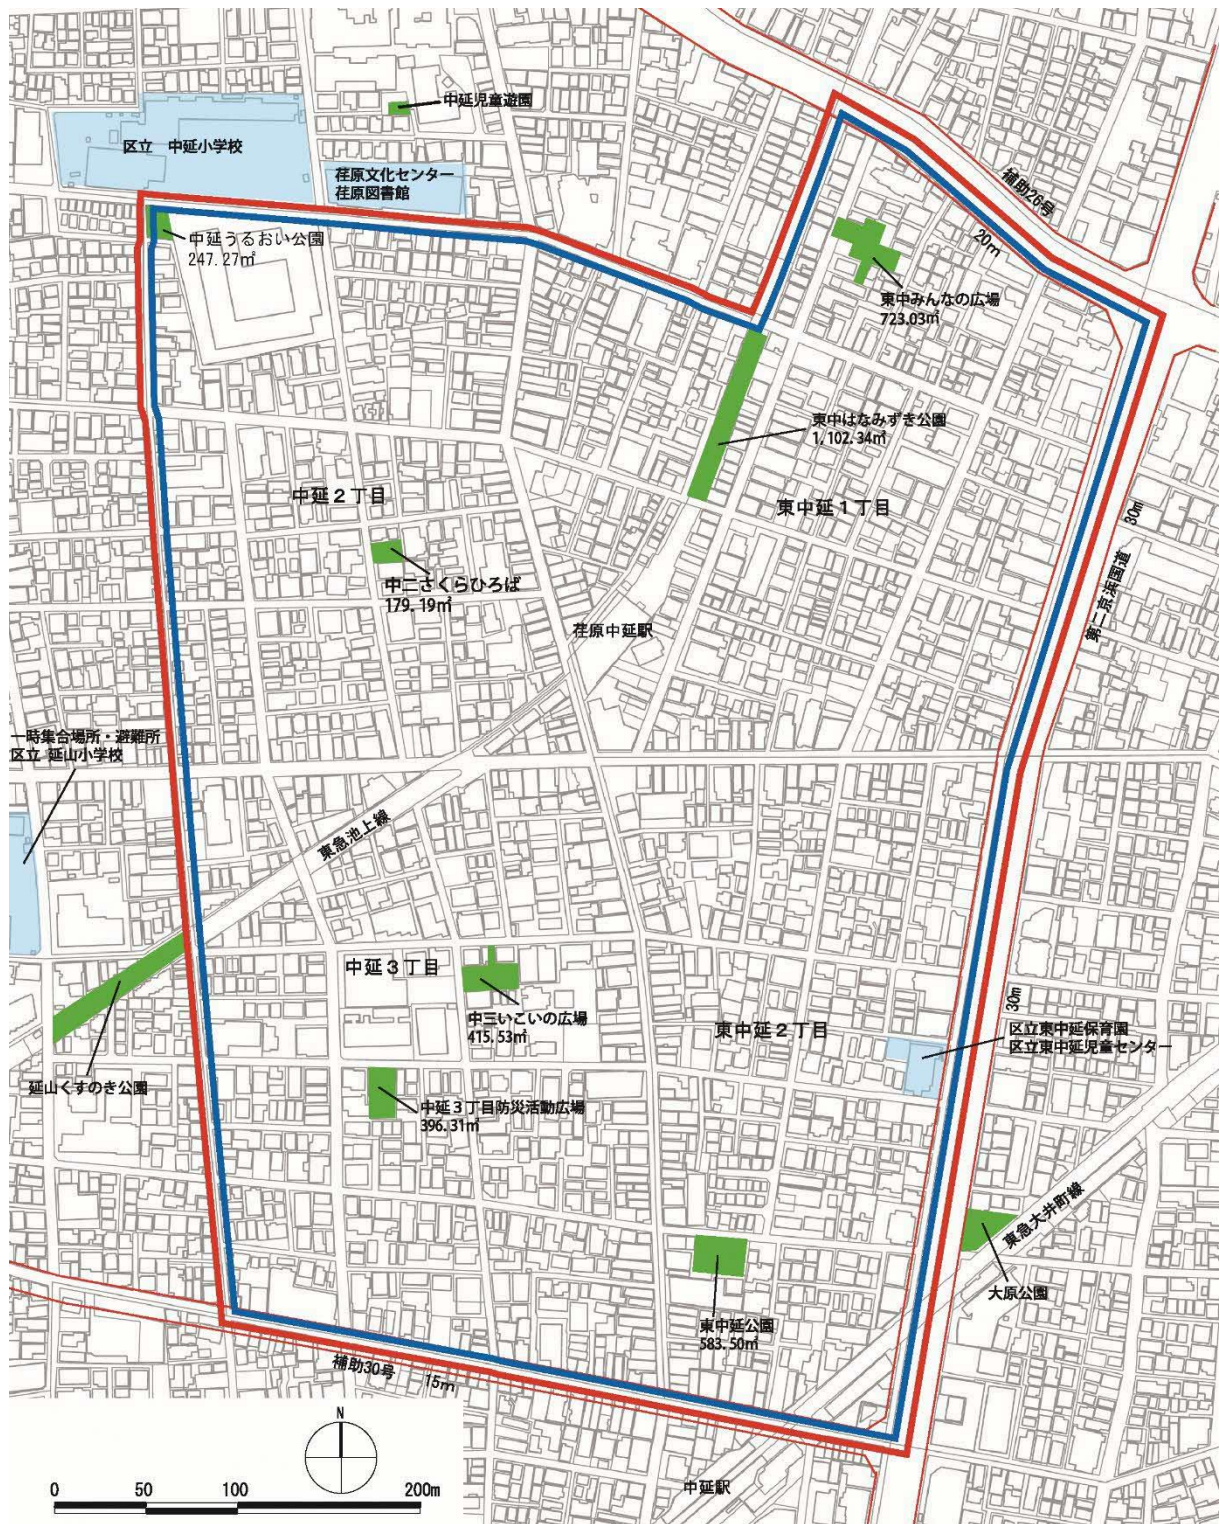 中延児童遊園
区立 中延小学校
荏原文化センター
荏原図書館
補助26号
20m
中延うるおい公園
247.27㎡
東中みんなの広場
723.03㎡
東中はなみずき公園
1,102.34㎡
中延2丁目
東中延1丁目
30m
第二京浜国道
中二さくらひろば
179.19㎡
荏原中延駅
一時集合場所・避難所
区立 延山小学校
東急池上線
中延3丁目
中三いこいの広場
415.53㎡
東中延2丁目
30m
区立東中延保育園
区立東中延児童センター
延山くすのき公園
中延3丁目防災活動広場
396.31㎡
東急大井町線
大原公園
東中延公園
583.50㎡
補助30号
15m
N
0 50 100 200m
中延駅